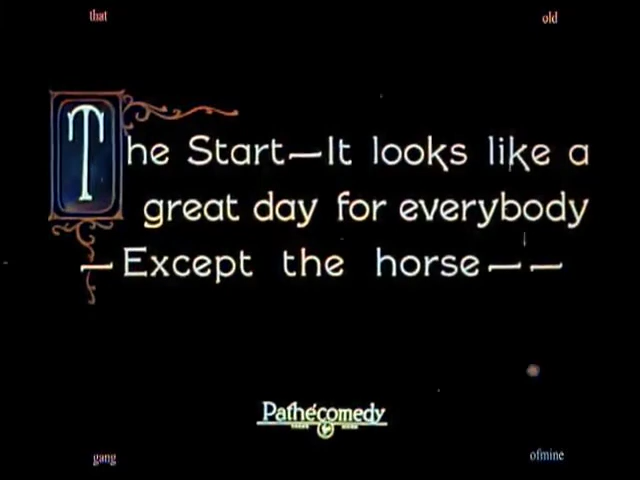 that old
The Start—It looks like a
great day for everybody
—Except the horse— —
Pathécomedy
gang ofmine